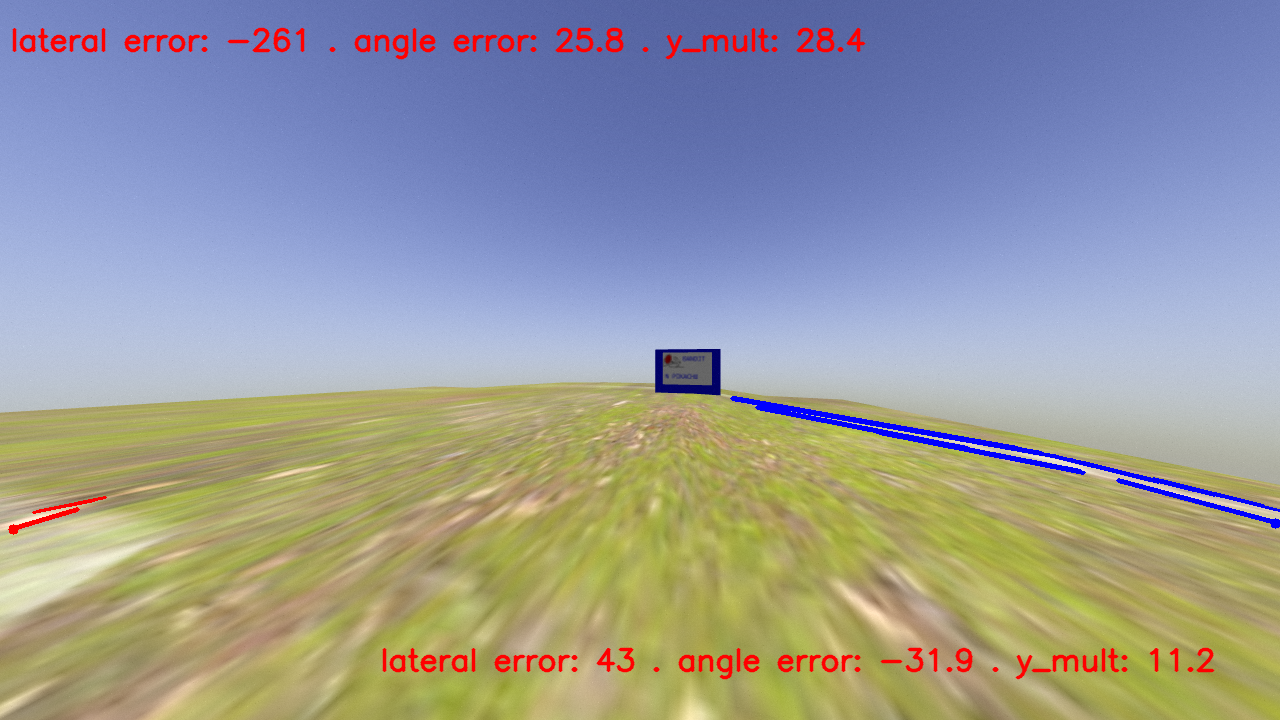 lateral error: −261 . angle error: 25.8 . y_mult: 28.4
lateral error: 43 . angle error: −31.9 . y_mult: 11.2